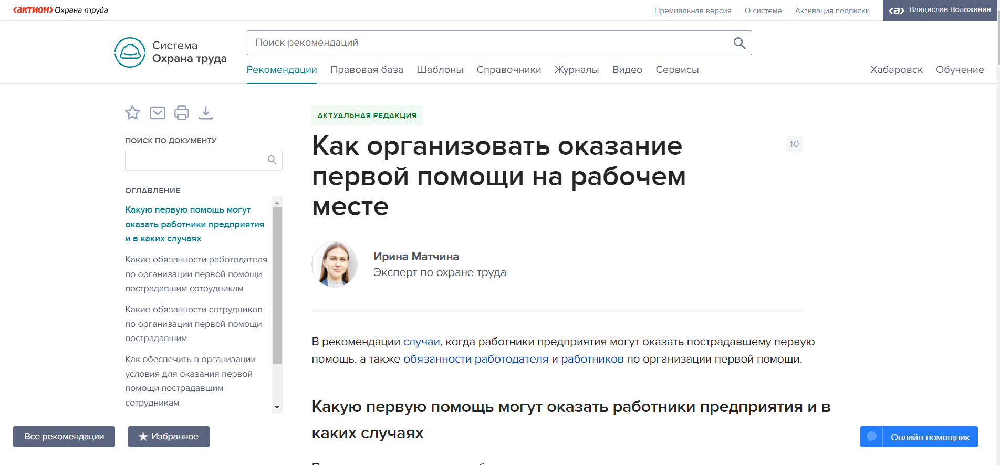 ‹актион› Охрана труда
Премиальная версия О системе Активация подписки
‹а› Владислав Воложанин
Система
Охрана труда
Поиск рекомендаций
Рекомендации Правовая база Шаблоны Справочники Журналы Видео Сервисы
Хабаровск Обучение
ПОИСК ПО ДОКУМЕНТУ
ОГЛАВЛЕНИЕ
Какую первую помощь могут
оказать работники предприятия
и в каких случаях
Какие обязанности работодателя
по организации первой помощи
пострадавшим сотрудникам
Какие обязанности сотрудников
по организации первой помощи
пострадавшим
Как обеспечить в организации
условия для оказания первой
помощи пострадавшим
сотрудникам
Все рекомендации
Избранное
АКТУАЛЬНАЯ РЕДАКЦИЯ
Как организовать оказание
первой помощи на рабочем
месте
10
Ирина Матчина
Эксперт по охране труда
В рекомендации случаи, когда работники предприятия могут оказать пострадавшему первую
помощь, а также обязанности работодателя и работников по организации первой помощи.
Какую первую помощь могут оказать работники предприятия и в
каких случаях
Онлайн-помощник